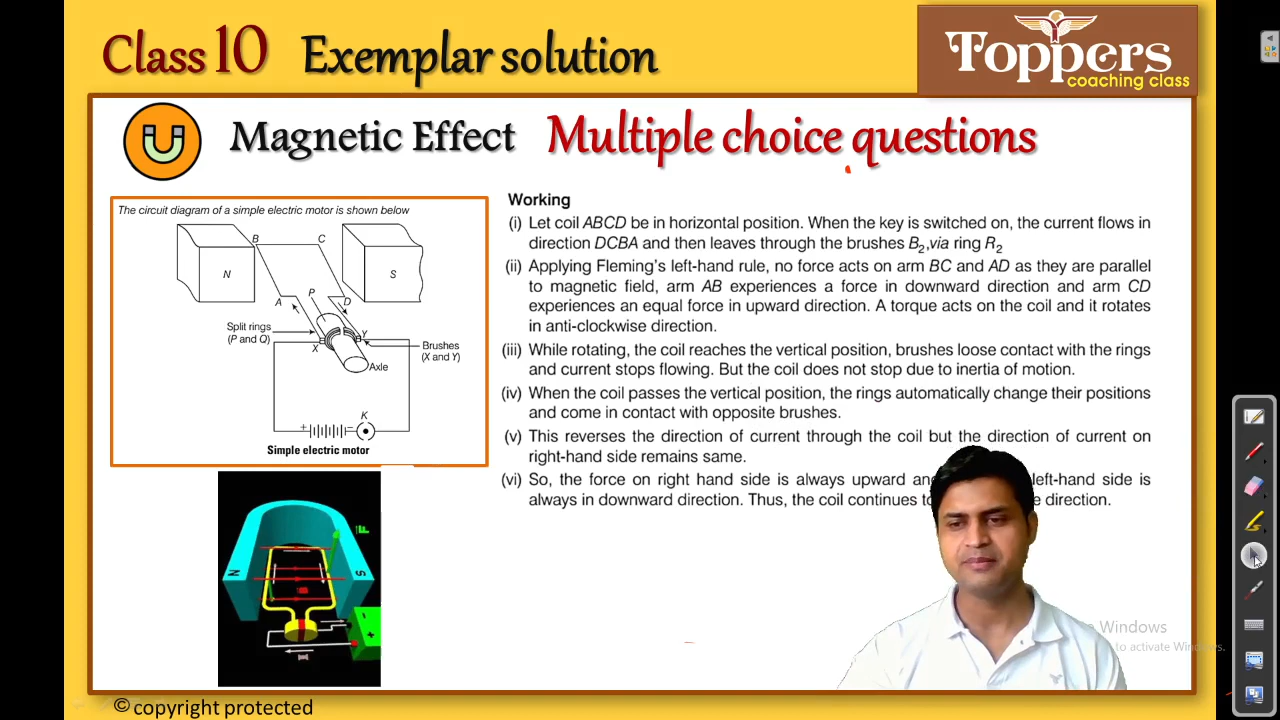 Class 10 Exemplar solution
Toppers
coaching class
Magnetic Effect Multiple choice questions
The circuit diagram of a simple electric motor is shown below
B
C
N
S
A
P
D
Split rings
(P and Q)
X
Y
Brushes
(X and Y)
Axle
K
+
–
Simple electric motor
Working
(i) Let coil ABCD be in horizontal position. When the key is switched on, the current flows in
direction DCBA and then leaves through the brushes B2,via ring R2
(ii) Applying Fleming's left-hand rule, no force acts on arm BC and AD as they are parallel
to magnetic field, arm AB experiences a force in downward direction and arm CD
experiences an equal force in upward direction. A torque acts on the coil and it rotates
in anti-clockwise direction.
(iii) While rotating, the coil reaches the vertical position, brushes loose contact with the rings
and current stops flowing. But the coil does not stop due to inertia of motion.
(iv) When the coil passes the vertical position, the rings automatically change their positions
and come in contact with opposite brushes.
(v) This reverses the direction of current through the coil but the direction of current on
right-hand side remains same.
(vi) So, the force on right hand side is always upward left-hand side is
always in downward direction. Thus, the coil continues direction.
N
S
F
-
+
Windows
to activate Windows.
© copyright protected